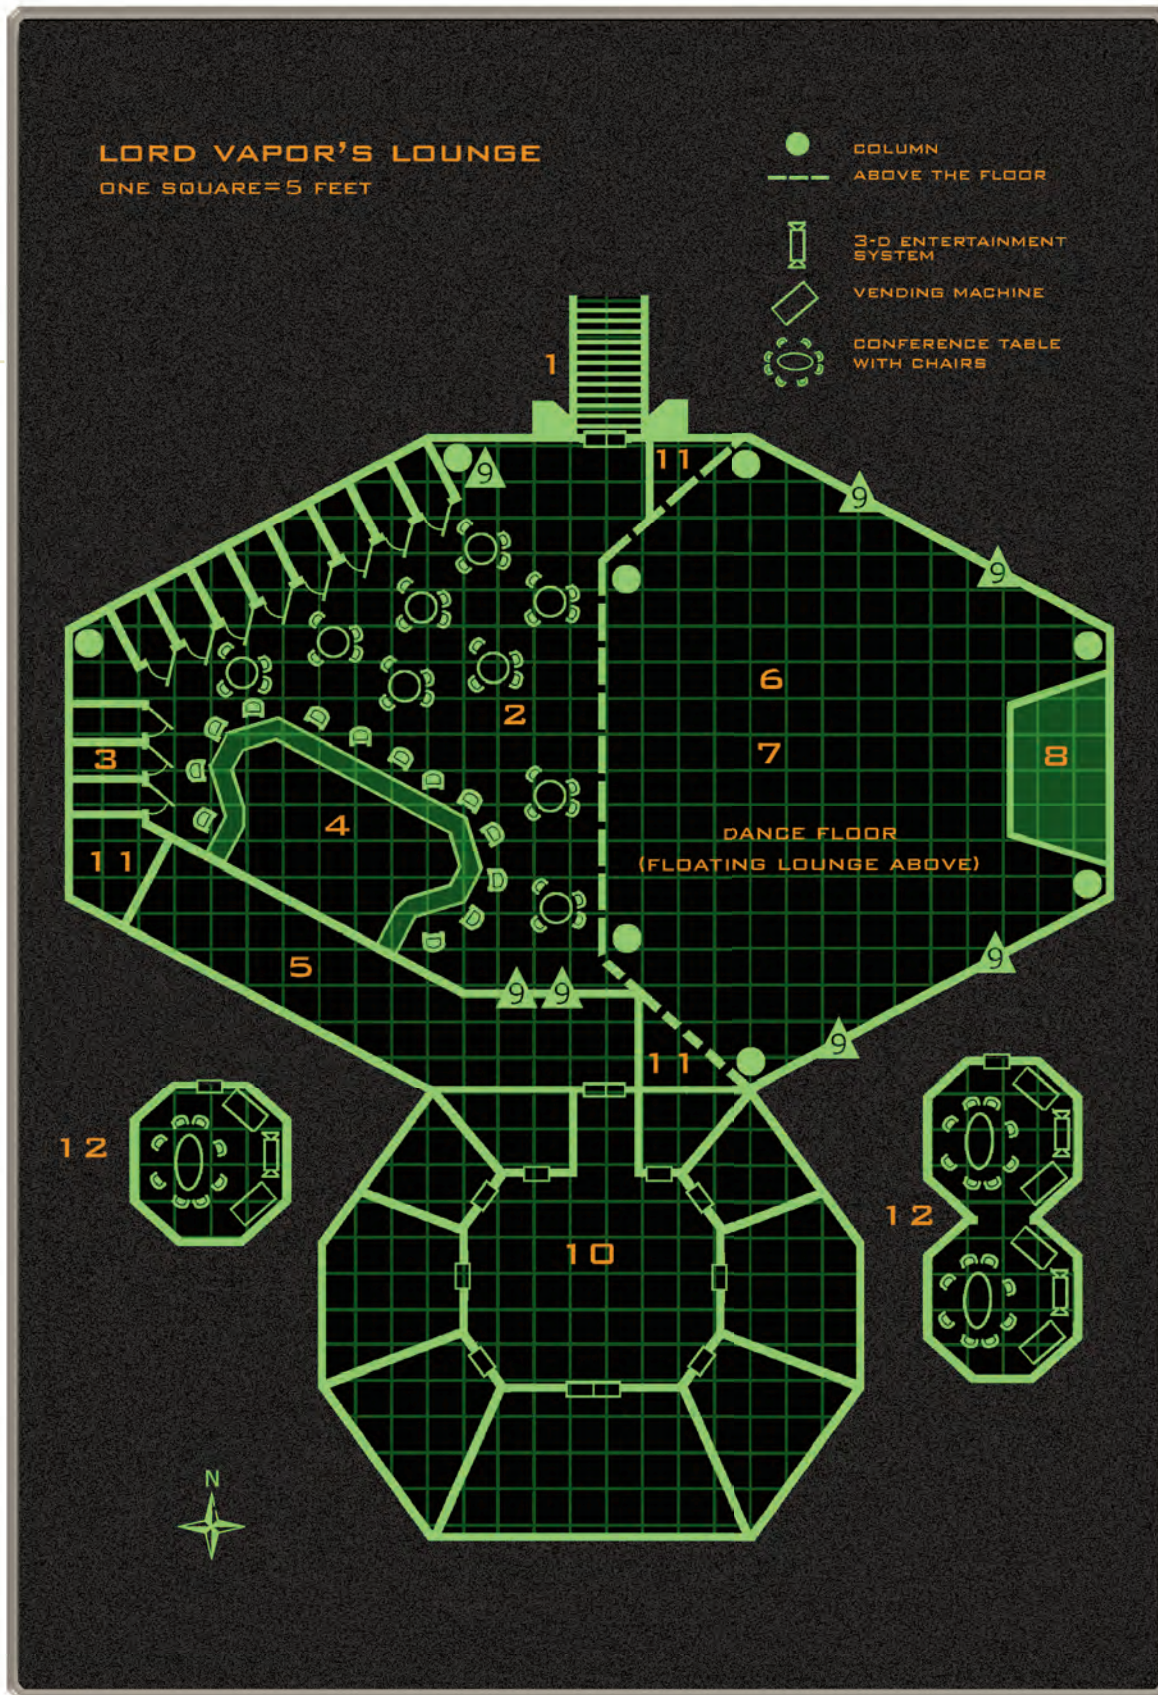 LORD VAPOR'S LOUNGE
ONE SQUARE=5 FEET
COLUMN
ABOVE THE FLOOR
3-D ENTERTAINMENT
SYSTEM
VENDING MACHINE
CONFERENCE TABLE
WITH CHAIRS
1
11
9
9
9
6
2
7
3
8
4
DANCE FLOOR
(FLOATING LOUNGE ABOVE)
11
5
9
9
9
9
11
12
12
10
N